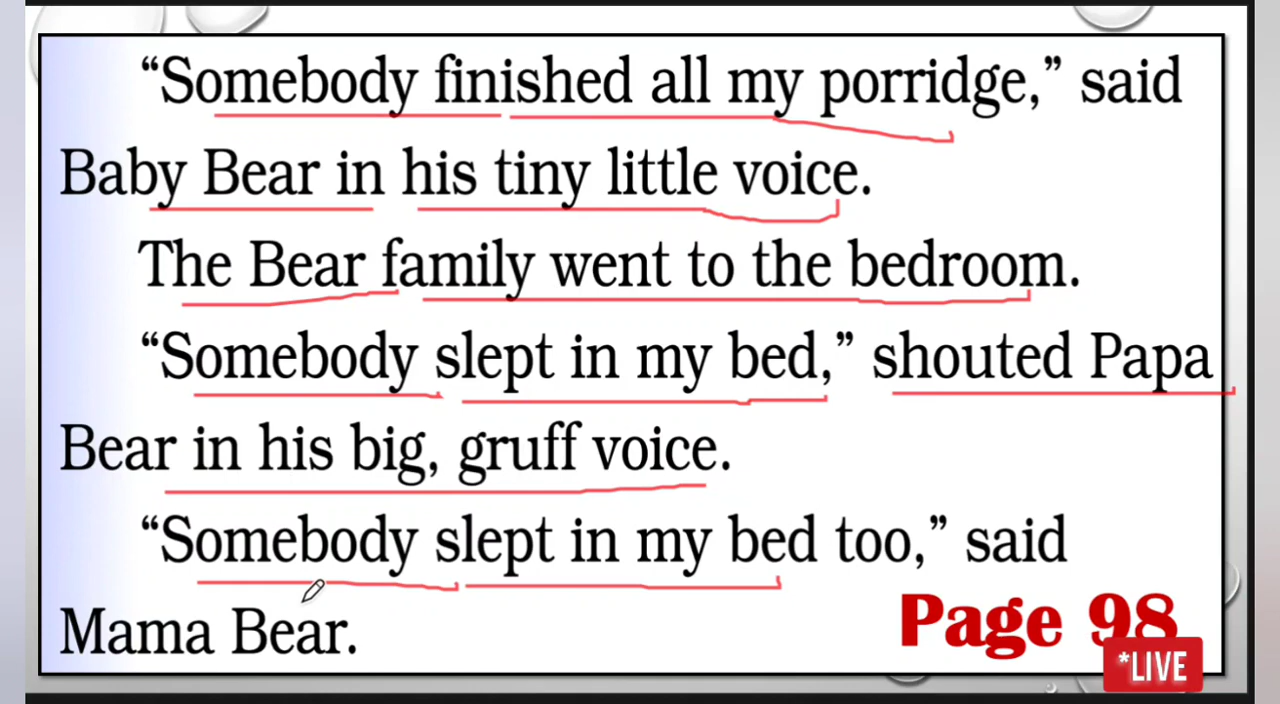 “Somebody finished all my porridge,” said
Baby Bear in his tiny little voice.
The Bear family went to the bedroom.
“Somebody slept in my bed,” shouted Papa
Bear in his big, gruff voice.
“Somebody slept in my bed too,” said
Mama Bear.
Page 98
*LIVE